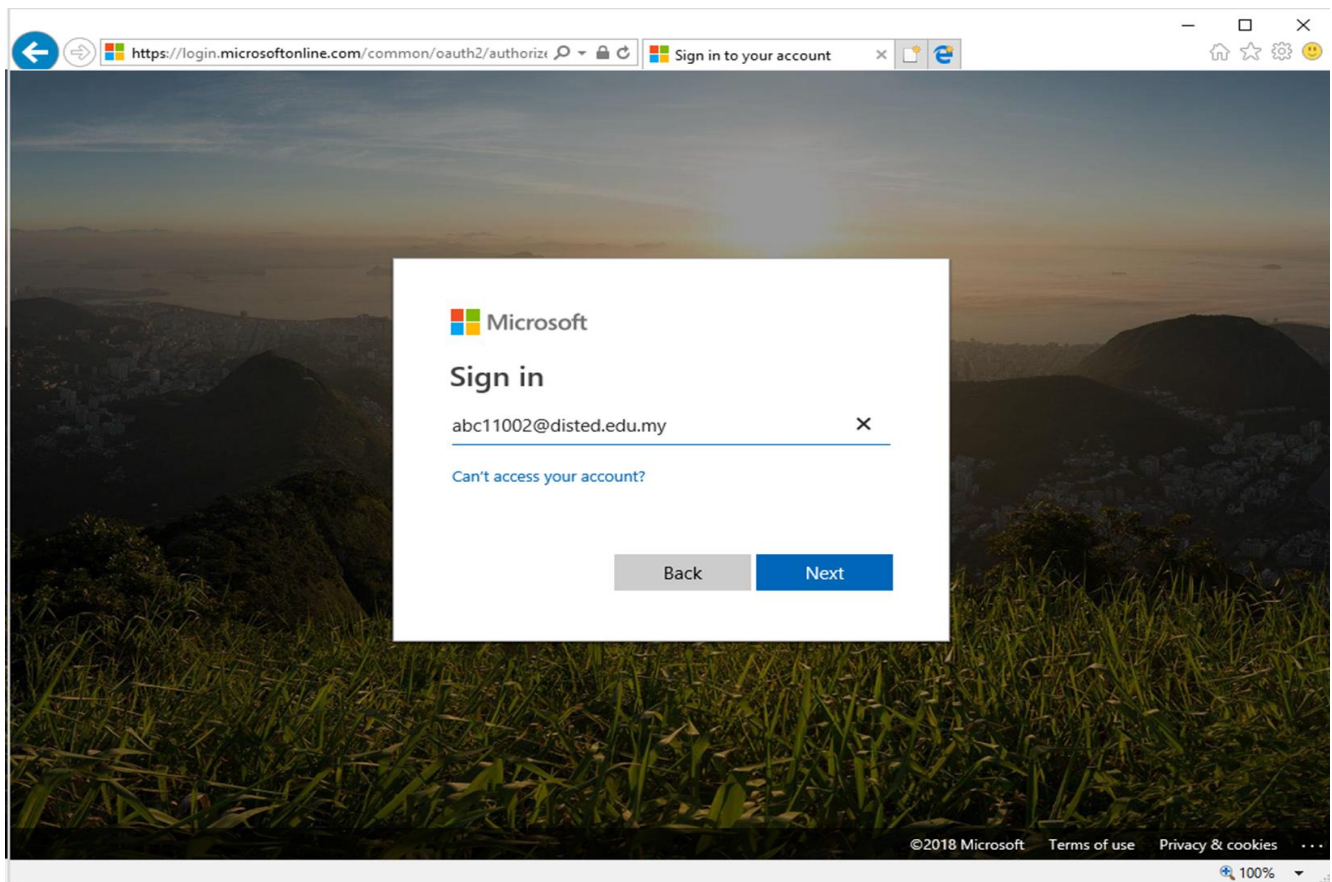 https://login.microsoftonline.com/common/oauth2/authorize
Sign in to your account
Microsoft
Sign in
abc11002@disted.edu.my
Can't access your account?
Back Next
©2018 Microsoft Terms of use Privacy & cookies ...
100%